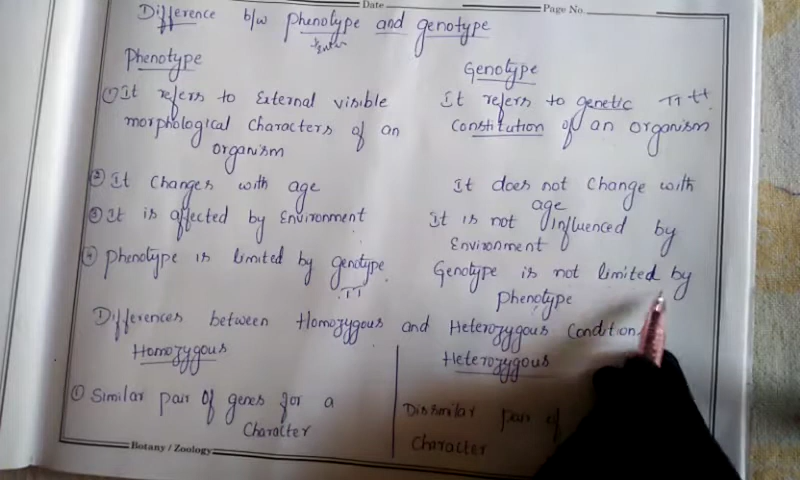 Date
Page No.
Difference b/w phenotype and genotype
Phenotype
Genotype
① It refers to External visible
morphological characters of an
organism
It refers to genetic TT tt
Constitution of an organism
② It changes with age
It does not change with
age
③ It is affected by Environment
It is not influenced by
Environment
④ Phenotype is limited by genotype
TT
Genotype is not limited by
phenotype
Differences between Homozygous and Heterozygous Condition
Homozygous
Heterozygous
① Similar pair of genes for a
Character
Dissimilar pair of
Character
Botany / Zoology